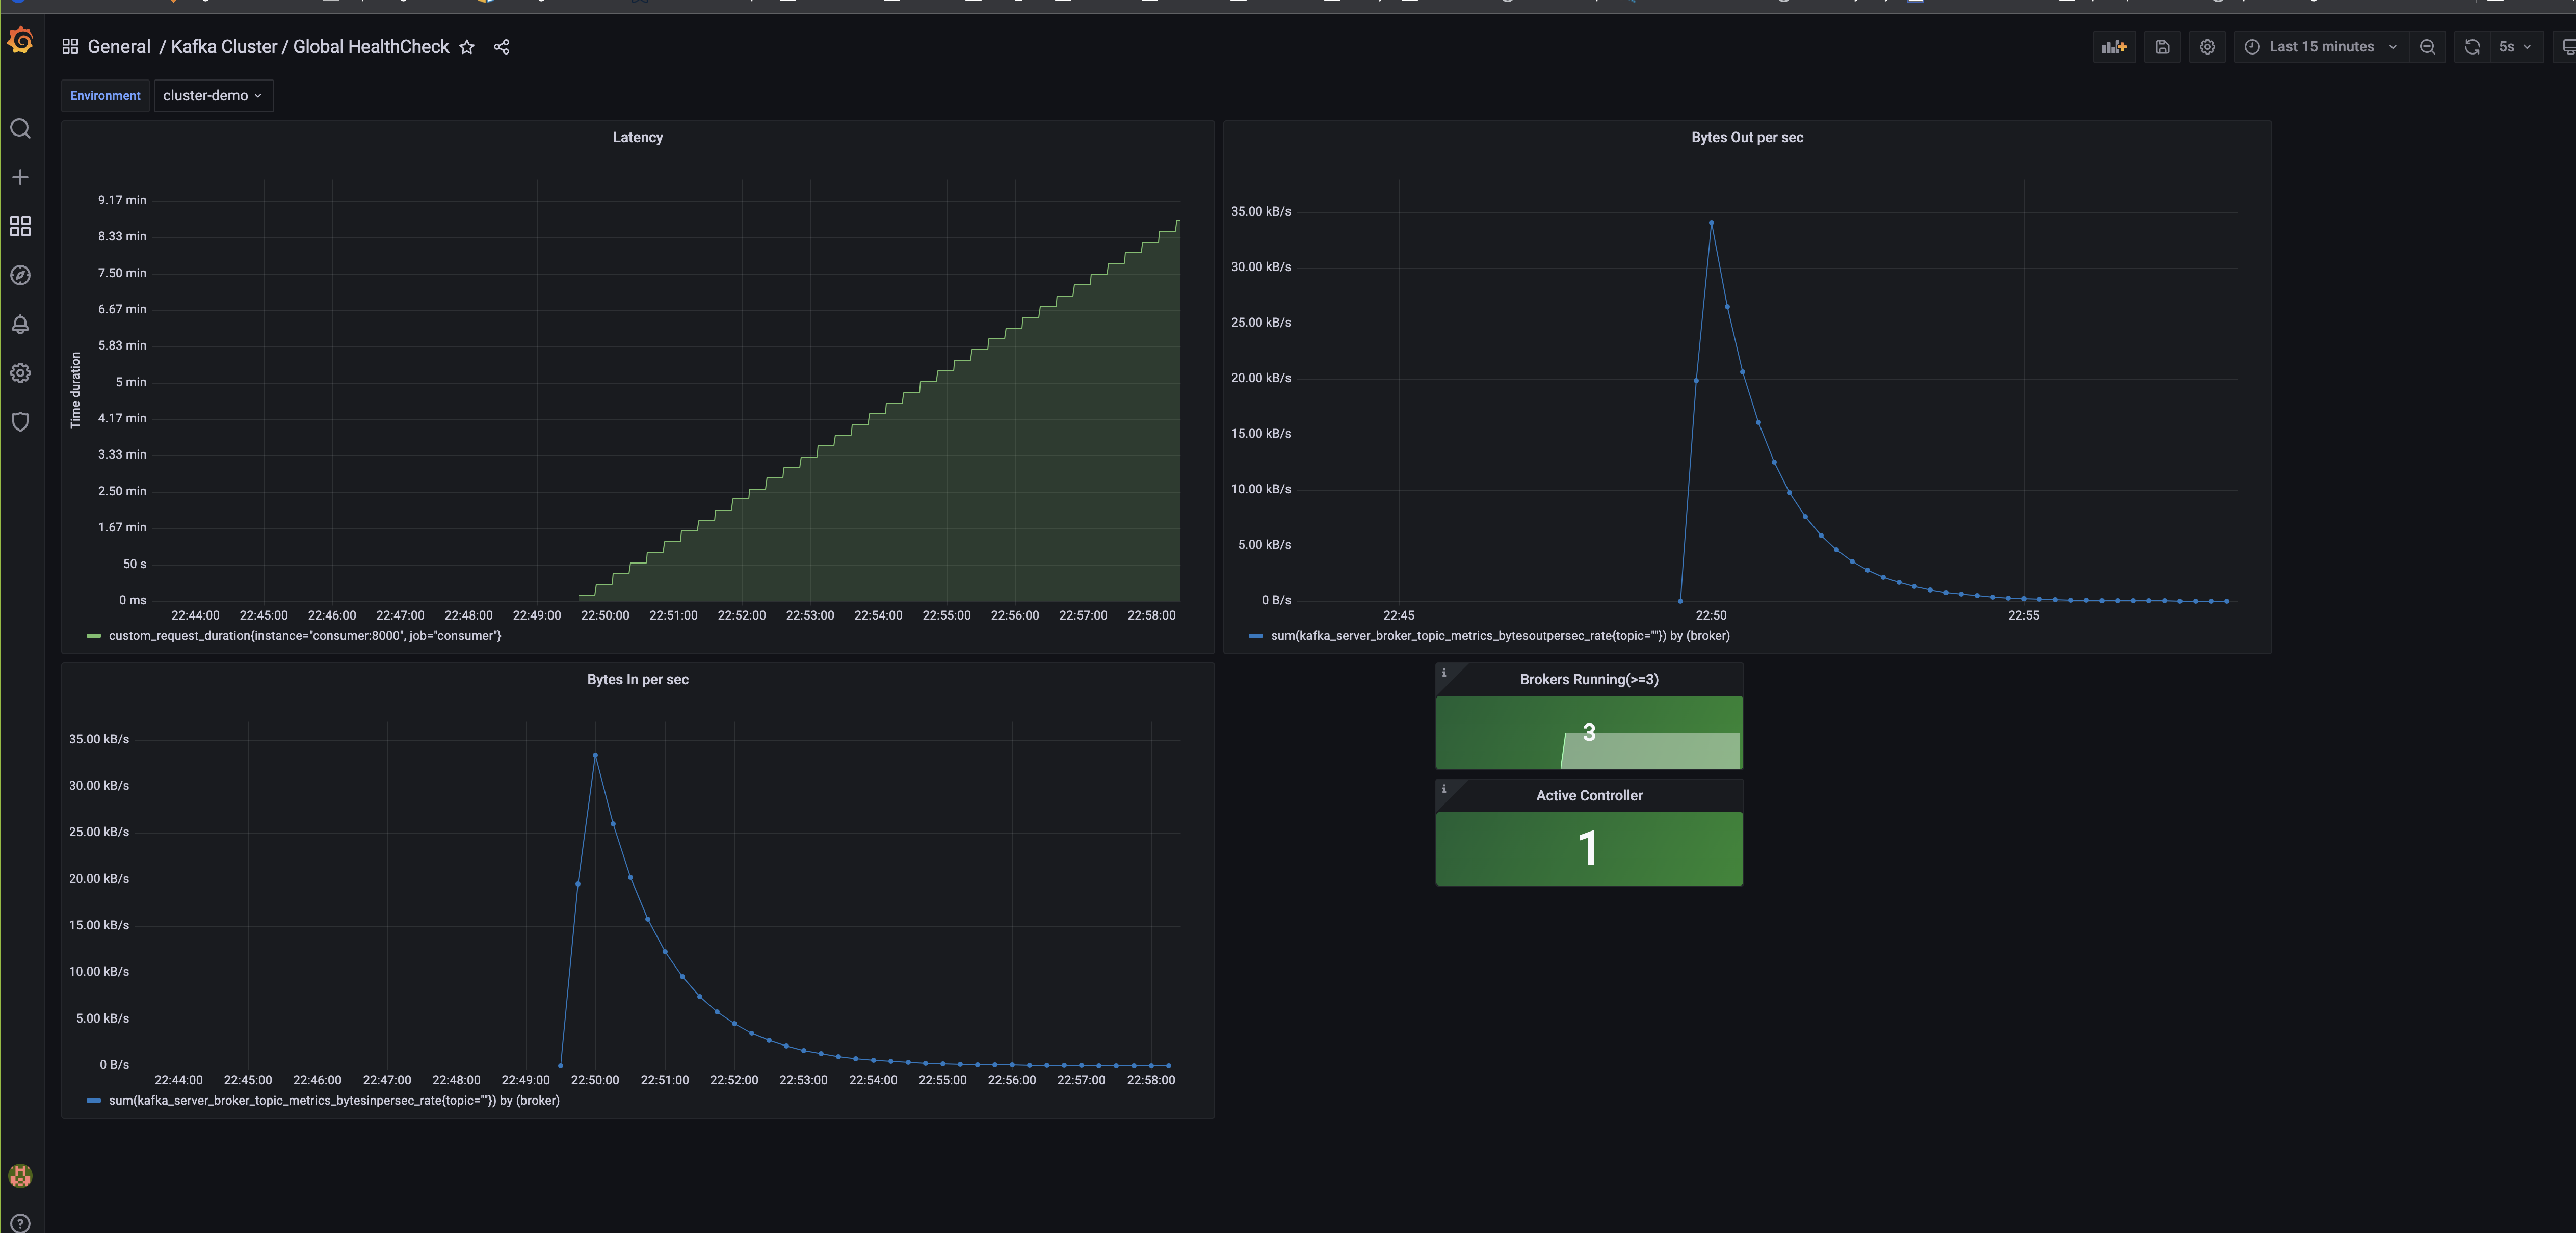 General / Kafka Cluster / Global HealthCheck
Last 15 minutes
5s
Environment
cluster-demo
Latency
Time duration
9.17 min
8.33 min
7.50 min
6.67 min
5.83 min
5 min
4.17 min
3.33 min
2.50 min
1.67 min
50 s
0 ms
22:44:00 22:45:00 22:46:00 22:47:00 22:48:00 22:49:00 22:50:00 22:51:00 22:52:00 22:53:00 22:54:00 22:55:00 22:56:00 22:57:00 22:58:00
custom_request_duration{instance="consumer:8000", job="consumer"}
Bytes Out per sec
35.00 kB/s
30.00 kB/s
25.00 kB/s
20.00 kB/s
15.00 kB/s
10.00 kB/s
5.00 kB/s
0 B/s
22:45 22:50 22:55
sum(kafka_server_broker_topic_metrics_bytesoutpersec_rate{topic=""}) by (broker)
Bytes In per sec
35.00 kB/s
30.00 kB/s
25.00 kB/s
20.00 kB/s
15.00 kB/s
10.00 kB/s
5.00 kB/s
0 B/s
22:44:00 22:45:00 22:46:00 22:47:00 22:48:00 22:49:00 22:50:00 22:51:00 22:52:00 22:53:00 22:54:00 22:55:00 22:56:00 22:57:00 22:58:00
sum(kafka_server_broker_topic_metrics_bytesinpersec_rate{topic=""}) by (broker)
i
Brokers Running(>=3)
3
i
Active Controller
1
?